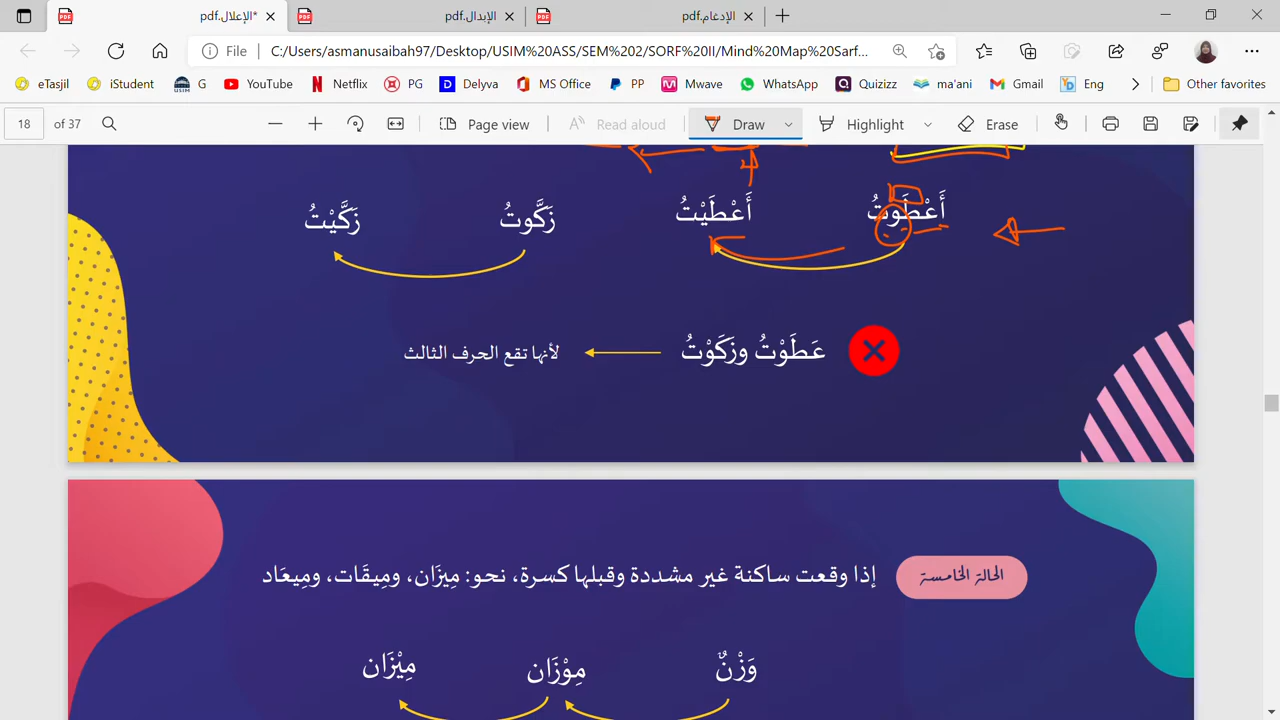 الإعلال.pdf*
الإبدال.pdf
الإدغام.pdf
File C:/Users/asmanusaibah97/Desktop/USIM%20ASS/SEM%202/SORF%20II/Mind%20Map%20Sarf...
eTasjil iStudent G YouTube Netflix PG Delyva MS Office PP Mwave WhatsApp Quizizz ma'ani Gmail Eng Other favorites
18 of 37 Page view Read aloud Draw Highlight Erase
أَعْطَوتُ أَعْطَيْتُ زَكَّوتُ زَكَّيْتُ
عَطَوْتُ وزَكَوْتُ لأنها تقع الحرف الثالث
الحالة الخامسة إذا وقعت ساكنة غير مشددة وقبلها كسرة، نحو: مِيزَان، ومِيقَات، ومِيعَاد
وَزْنٌ مِوْزَان مِيْزَان